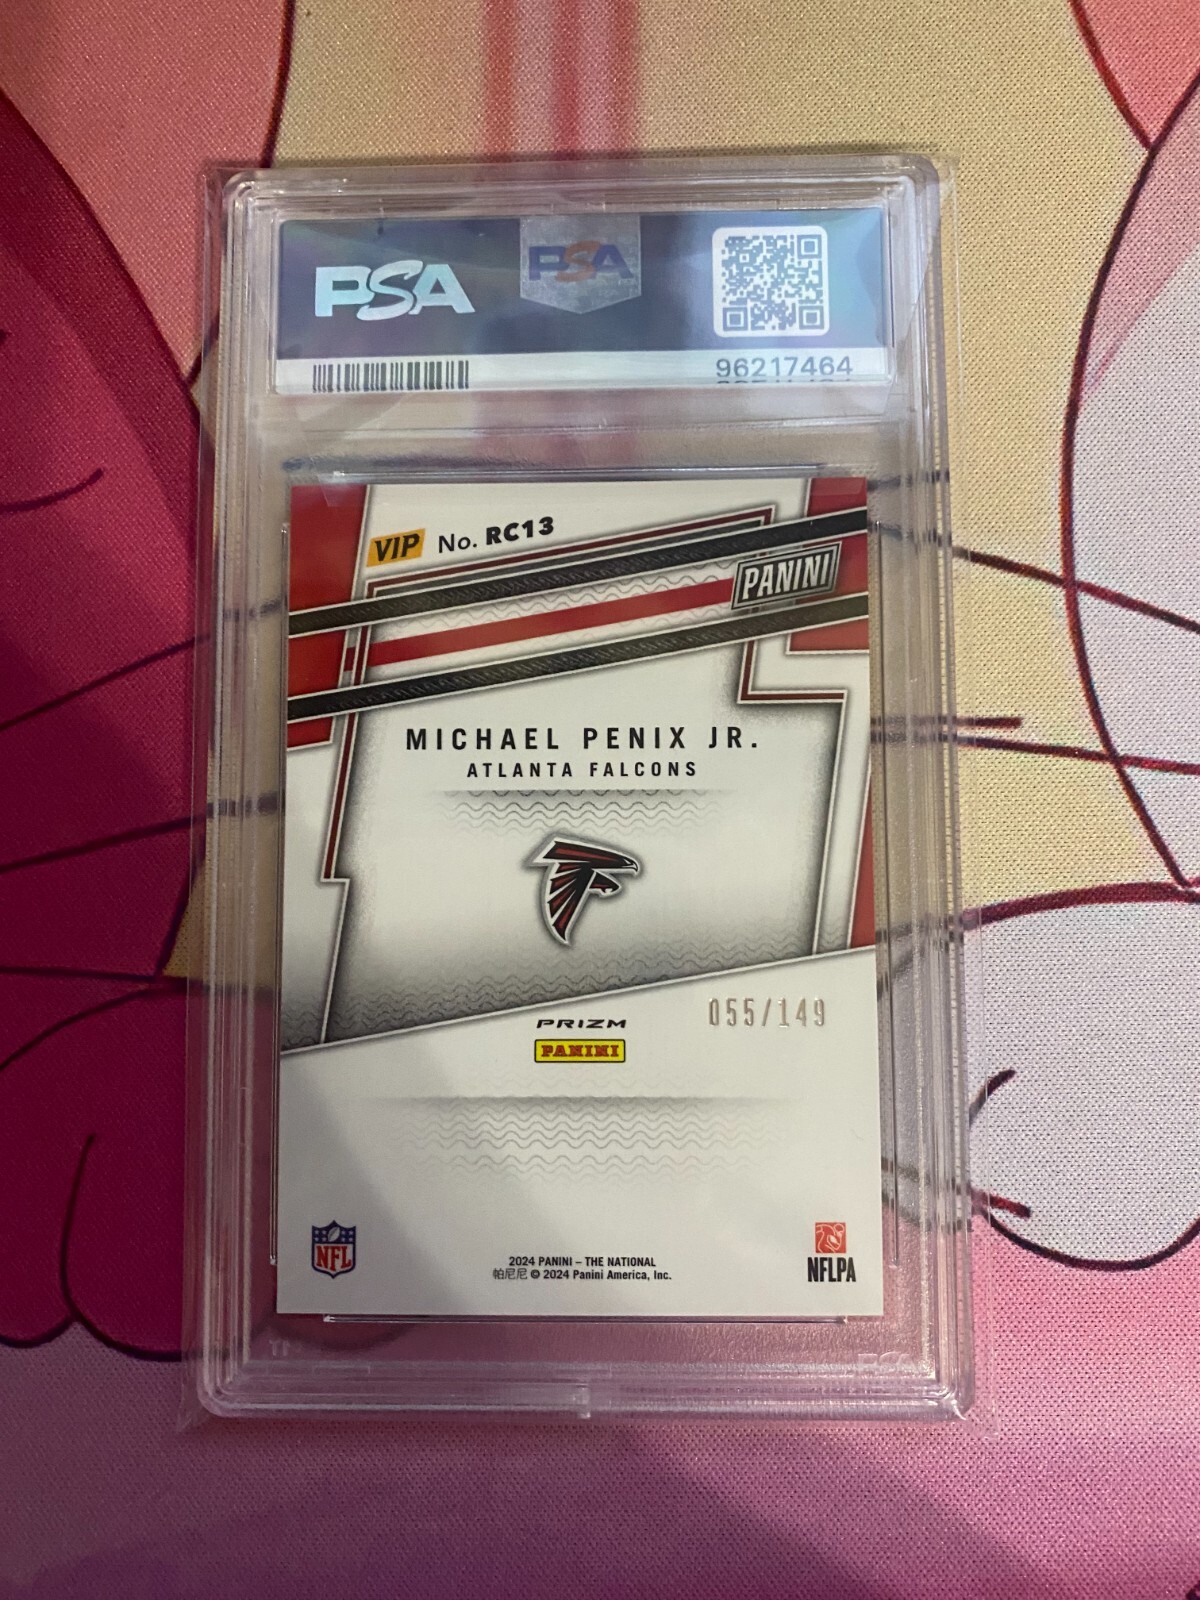 PSA
PSA
96217464
VIP No. RC13
PANINI
MICHAEL PENIX JR.
ATLANTA FALCONS
055/149
PRIZM
PANINI
NFL
2024 PANINI – THE NATIONAL
帕尼尼 © 2024 Panini America, Inc.
NFLPA